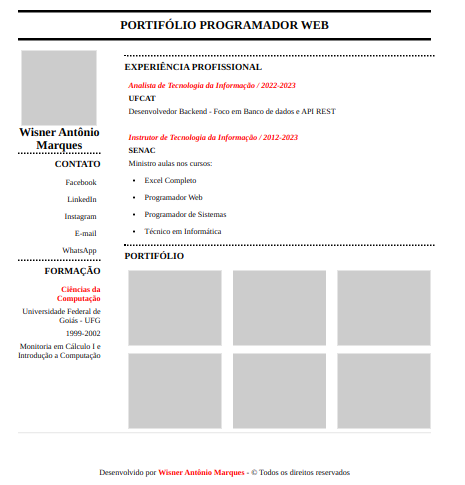 PORTIFÓLIO PROGRAMADOR WEB
Wisner Antônio
Marques
CONTATO
Facebook
LinkedIn
Instagram
E-mail
WhatsApp
FORMAÇÃO
Ciências da
Computação
Universidade Federal de
Goiás - UFG
1999-2002
Monitoria em Cálculo I e
Introdução a Computação
EXPERIÊNCIA PROFISSIONAL
Analista de Tecnologia da Informação / 2022-2023
UFCAT
Desenvolvedor Backend - Foco em Banco de dados e API REST
Instrutor de Tecnologia da Informação / 2012-2023
SENAC
Ministro aulas nos cursos:
• Excel Completo
• Programador Web
• Programador de Sistemas
• Técnico em Informática
PORTIFÓLIO
Desenvolvido por Wisner Antônio Marques - © Todos os direitos reservados